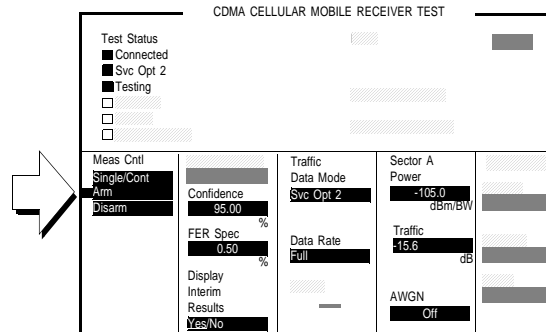 CDMA CELLULAR MOBILE RECEIVER TEST
Test Status
Connected
Svc Opt 2
Testing
Meas Cntl
Single/Cont
Arm
Disarm
Confidence
95.00
%
FER Spec
0.50
%
Display
Interim
Results
Yes/No
Traffic
Data Mode
Svc Opt 2
Data Rate
Full
Sector A
Power
-105.0
dBm/BW
Traffic
-15.6
dB
AWGN
Off